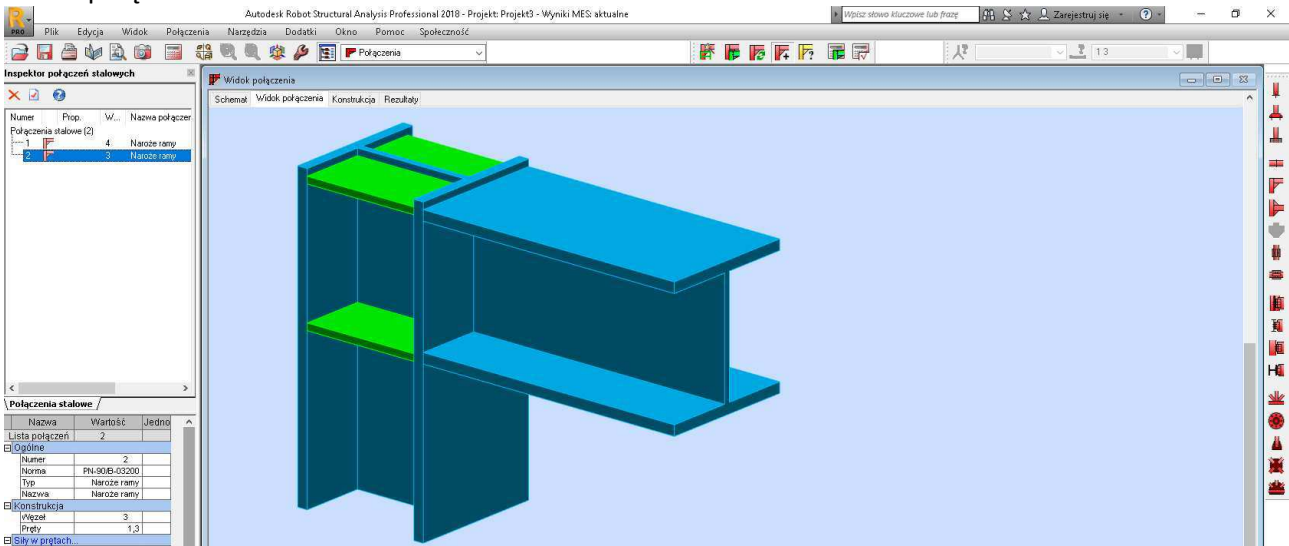 Autodesk Robot Structural Analysis Professional 2018 - Projekt: Projekt3 - Wyniki MES: aktualne
Wpisz słowo kluczowe lub frazę
Zarejestruj się
PRO
Plik Edycja Widok Połączenia Narzędzia Dodatki Okno Pomoc Społeczność
Połączenia
1 3
Inspektor połączeń stalowych
Numer Prop. W... Nazwa połączer
Połączenia stalowe (2)
1 4 Naroże ramy
2 3 Naroże ramy
Widok połączenia
Schemat Widok połączenia Konstrukcja Rezultaty
Połączenia stalowe
Nazwa Wartość Jedno
Lista połączeń 2
Ogólne
Numer 2
Norma PN-90/B-03200
Typ Naroże ramy
Nazwa Naroże ramy
Konstrukcja
Węzeł 3
Pręty 1,3
Siły w prętach...